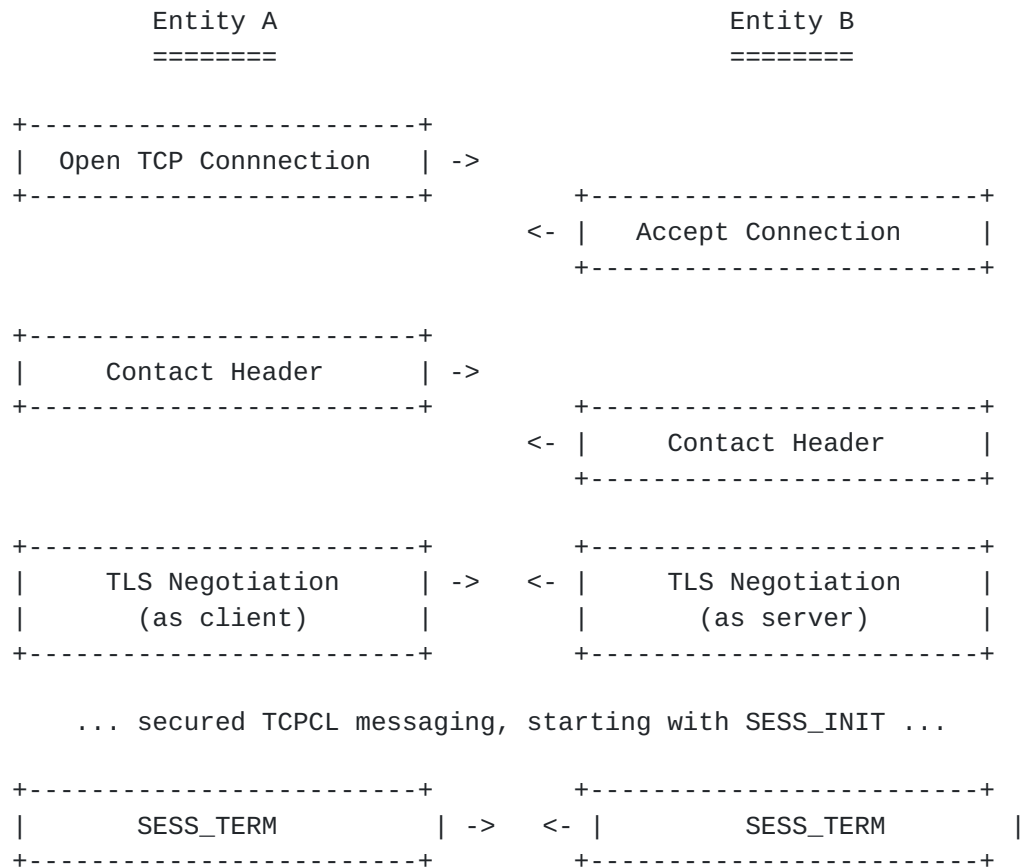 Entity A                             Entity B
========                             ========
+-------------------------+
|  Open TCP Connnection   | ->
+-------------------------+         +-------------------------+
                                 <- |   Accept Connection     |
                                    +-------------------------+
+-------------------------+
|     Contact Header      | ->
+-------------------------+         +-------------------------+
                                 <- |     Contact Header      |
                                    +-------------------------+
+-------------------------+         +-------------------------+
|     TLS Negotiation     | ->   <- |     TLS Negotiation     |
|       (as client)       |         |       (as server)       |
+-------------------------+         +-------------------------+
... secured TCPCL messaging, starting with SESS_INIT ...
+-------------------------+         +-------------------------+
|       SESS_TERM          | ->   <- |         SESS_TERM        |
+-------------------------+         +-------------------------+